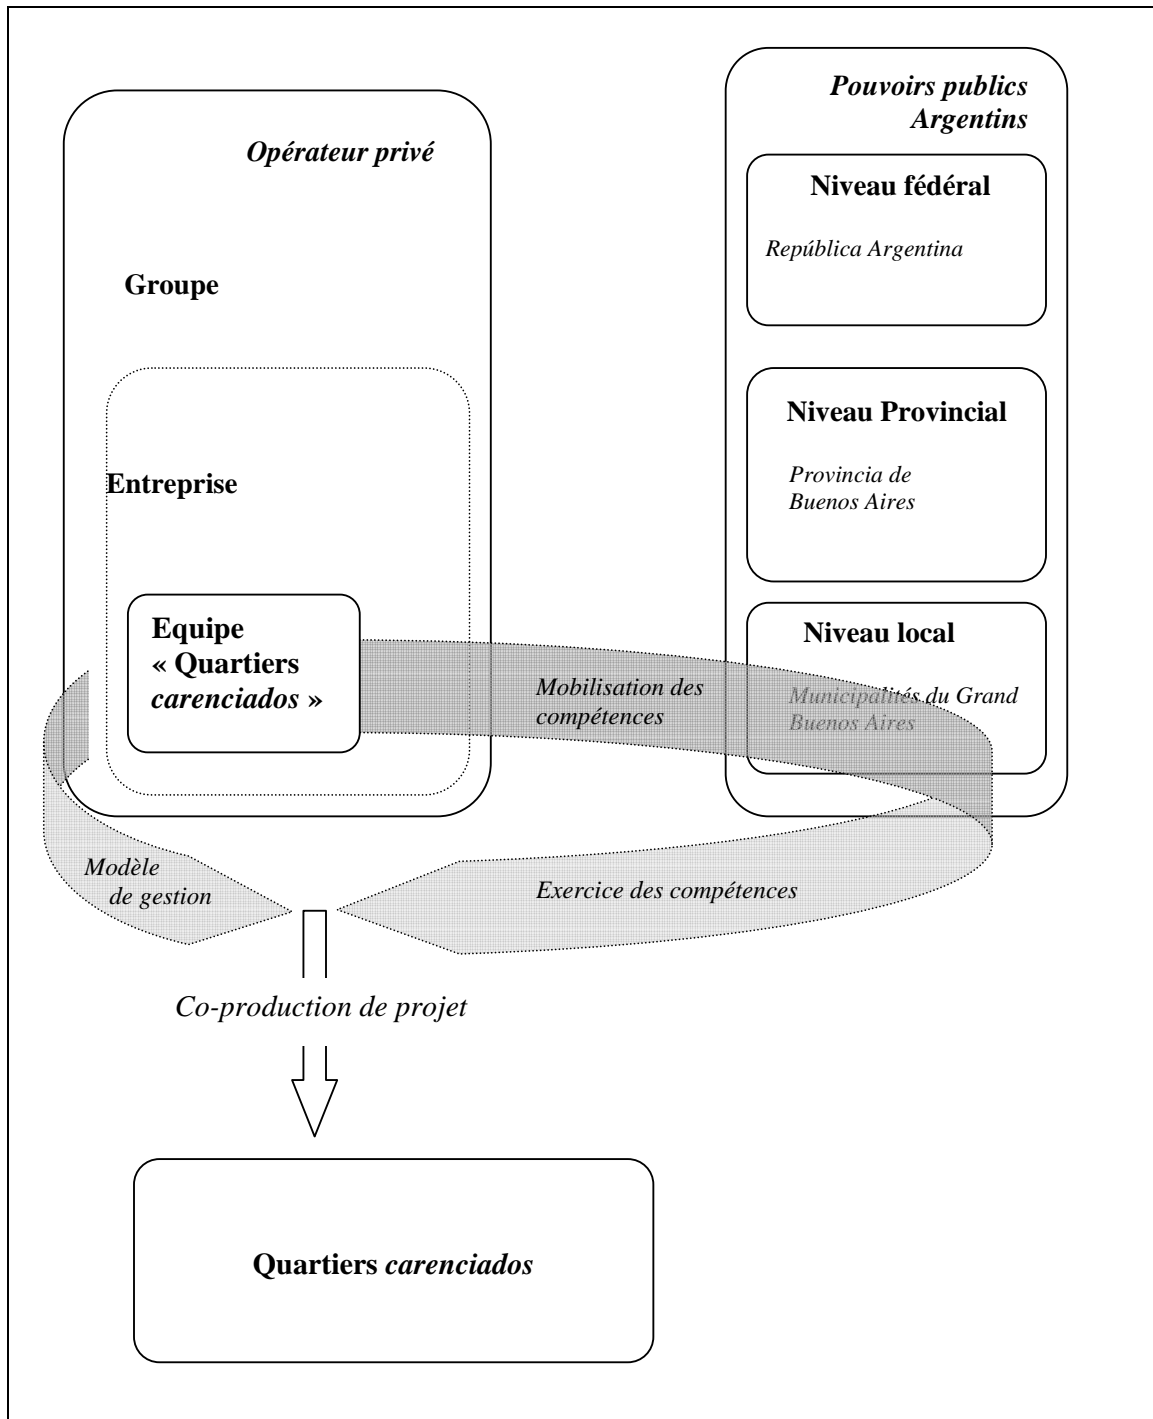 Opérateur privé
Groupe
Entreprise
Equipe
« Quartiers
carenciados »
Pouvoirs publics
Argentins
Niveau fédéral
República Argentina
Niveau Provincial
Provincia de
Buenos Aires
Niveau local
Municipalités du Grand
Buenos Aires
Mobilisation des
compétences
Modèle
de gestion
Exercice des compétences
Co-production de projet
Quartiers carenciados